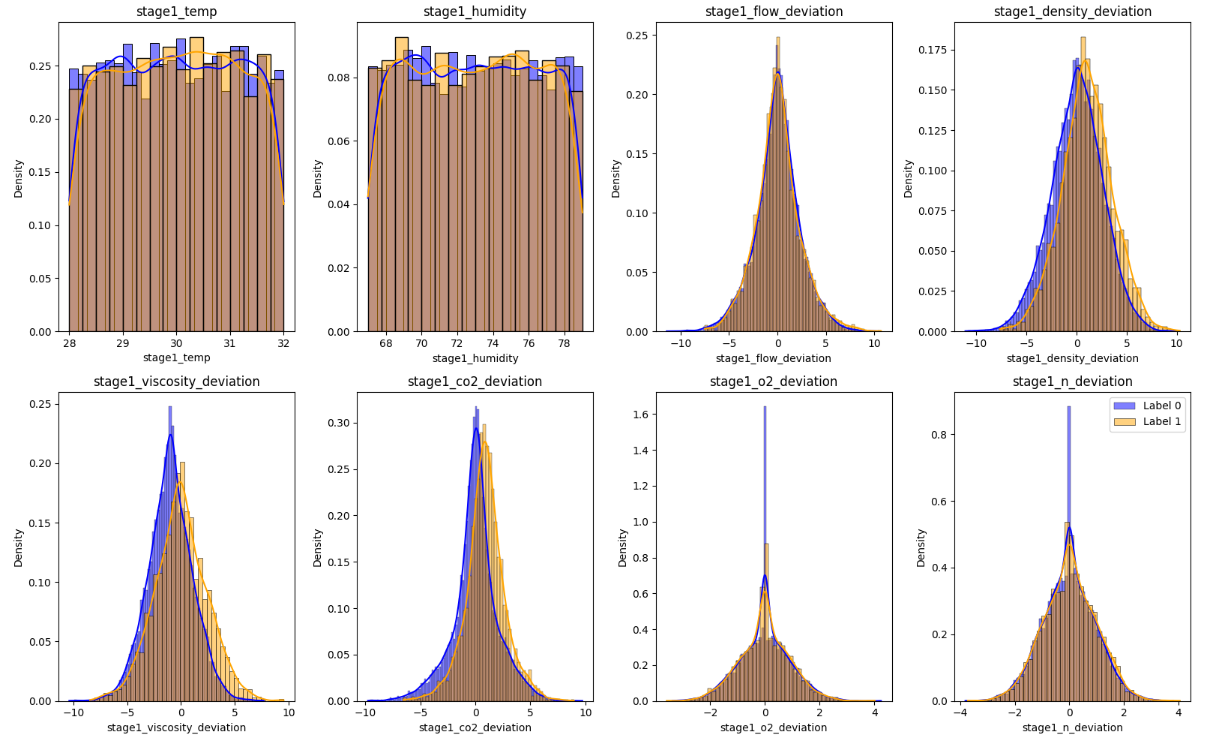 stage1_temp
Density
0.25
0.20
0.15
0.10
0.05
0.00
28 29 30 31 32
stage1_temp
stage1_humidity
Density
0.08
0.06
0.04
0.02
0.00
68 70 72 74 76 78
stage1_humidity
stage1_flow_deviation
Density
0.25
0.20
0.15
0.10
0.05
0.00
−10 −5 0 5 10
stage1_flow_deviation
stage1_density_deviation
Density
0.175
0.150
0.125
0.100
0.075
0.050
0.025
0.000
−10 −5 0 5 10
stage1_density_deviation
stage1_viscosity_deviation
Density
0.25
0.20
0.15
0.10
0.05
0.00
−10 −5 0 5 10
stage1_viscosity_deviation
stage1_co2_deviation
Density
0.30
0.25
0.20
0.15
0.10
0.05
0.00
−10 −5 0 5 10
stage1_co2_deviation
stage1_o2_deviation
Density
1.6
1.4
1.2
1.0
0.8
0.6
0.4
0.2
0.0
−2 0 2 4
stage1_o2_deviation
stage1_n_deviation
Label 0
Label 1
Density
0.8
0.6
0.4
0.2
0.0
−4 −2 0 2 4
stage1_n_deviation